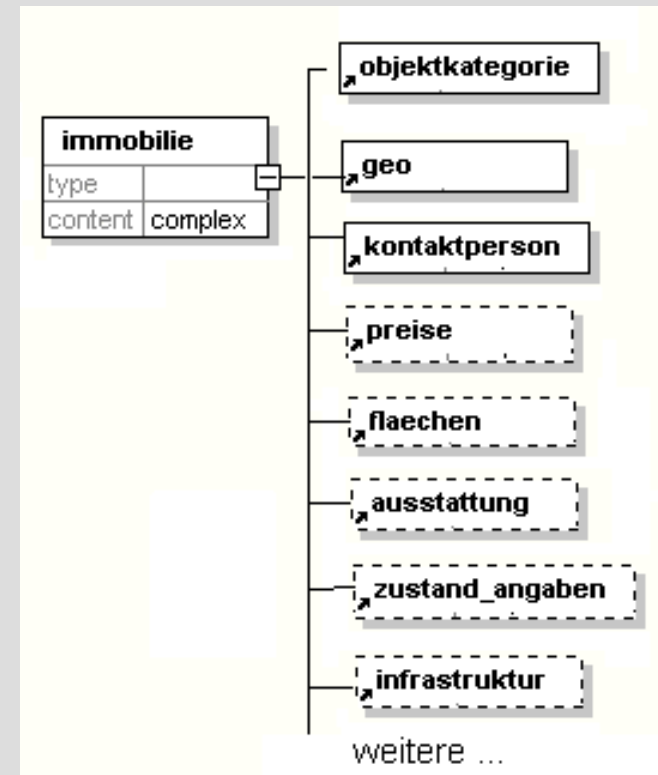 objektkategorie
immobilie
type
content complex
geo
kontaktperson
preise
flaechen
ausstattung
zustand_angaben
infrastruktur
weitere ...